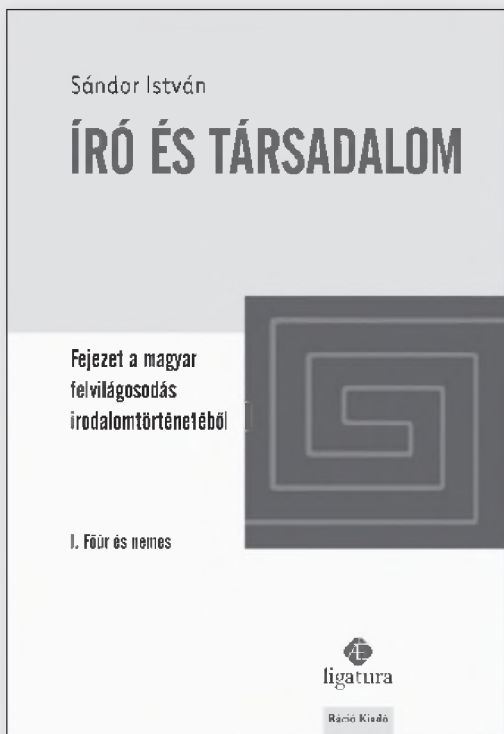 Sándor István
ÍRÓ ÉS TÁRSADALOM
Fejezet a magyar
felvilágosodás
irodalomtörténetéből
I. Főúr és nemes
Æ
ligatura
Ráció Kiadó